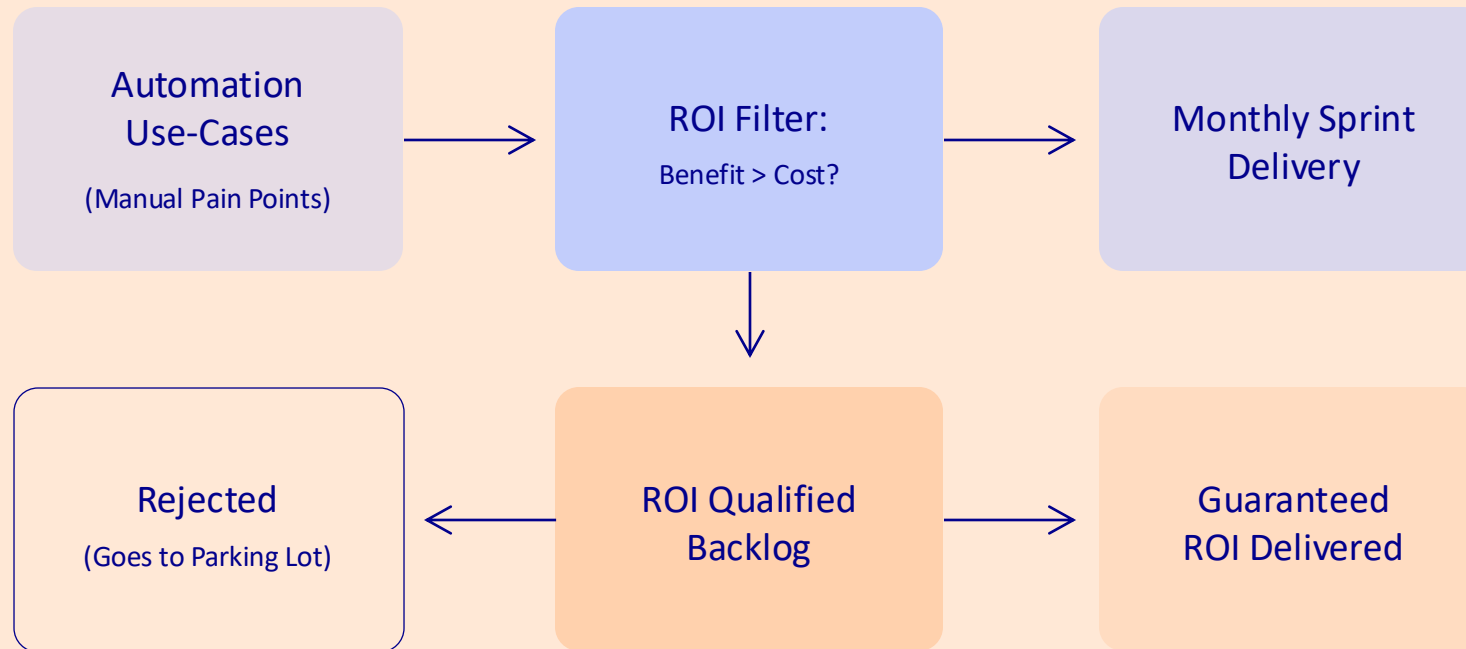 Automation
Use-Cases
(Manual Pain Points)
ROI Filter:
Benefit > Cost?
Monthly Sprint
Delivery
Rejected
(Goes to Parking Lot)
ROI Qualified
Backlog
Guaranteed
ROI Delivered